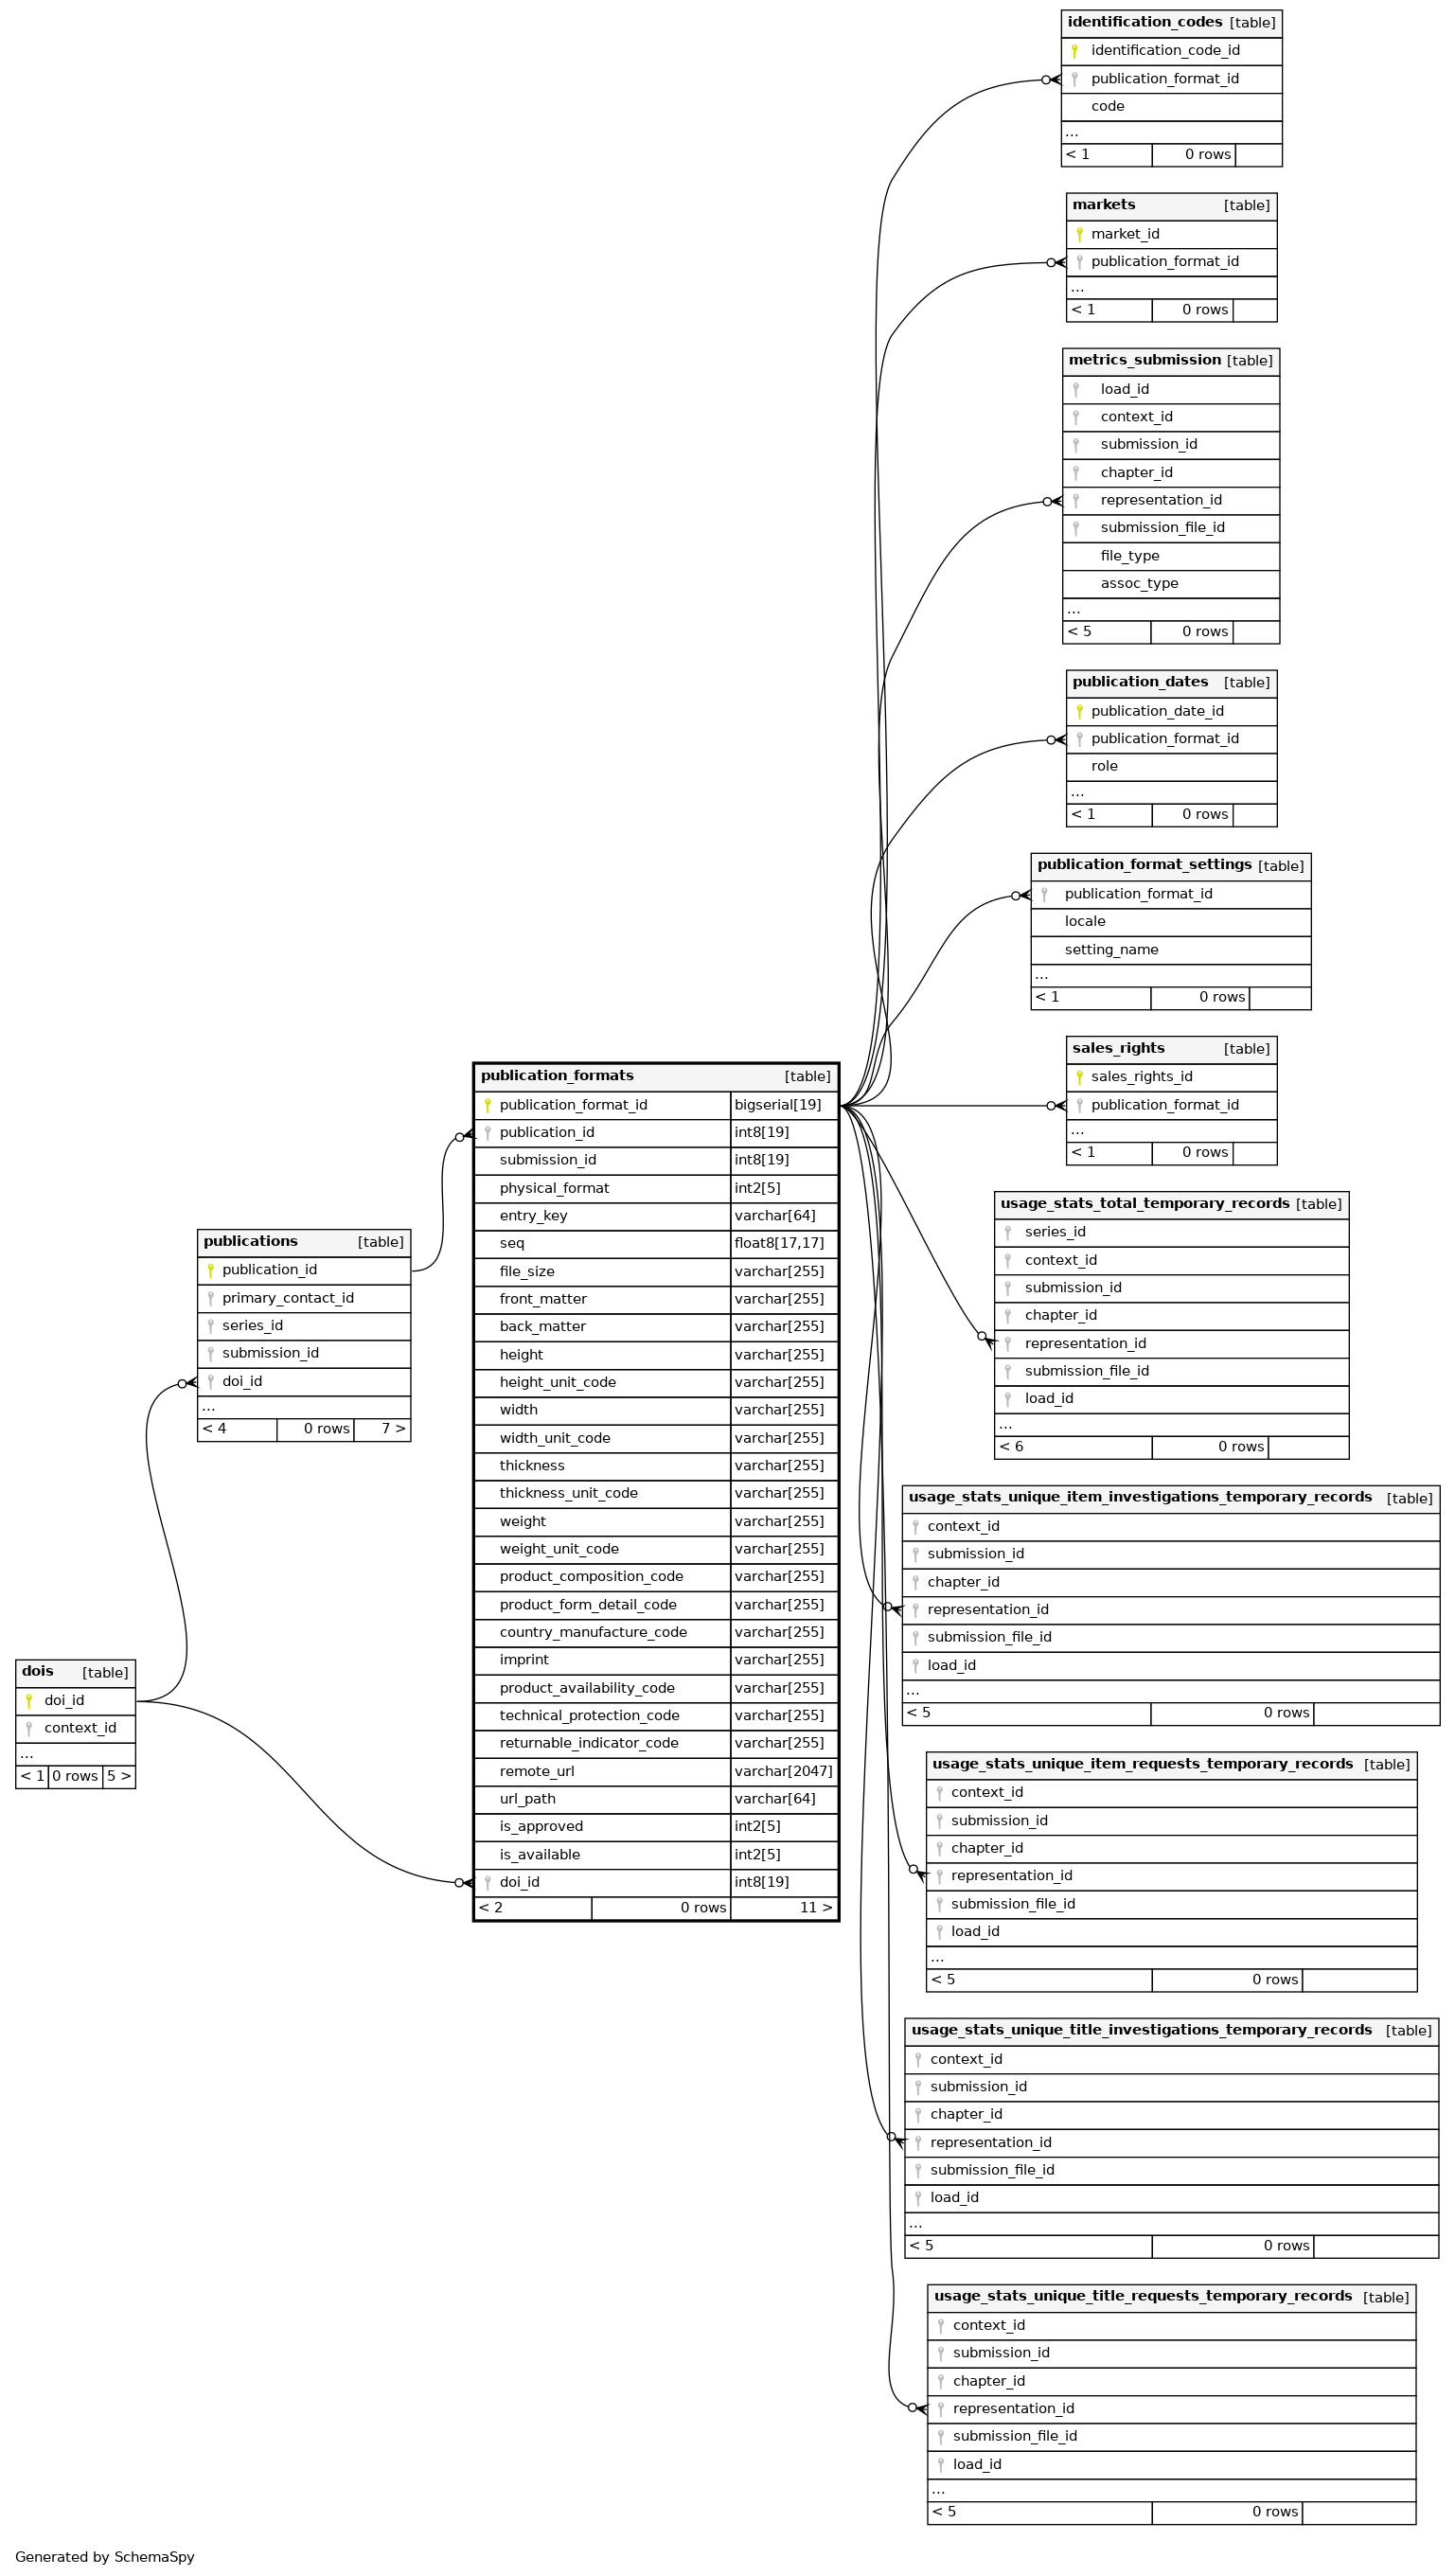 identification_codes [table]
identification_code_id
publication_format_id
code
...
< 1 0 rows
markets [table]
market_id
publication_format_id
...
< 1 0 rows
metrics_submission [table]
load_id
context_id
submission_id
chapter_id
representation_id
submission_file_id
file_type
assoc_type
...
< 5 0 rows
publication_dates [table]
publication_date_id
publication_format_id
role
...
< 1 0 rows
publication_format_settings [table]
publication_format_id
locale
setting_name
...
< 1 0 rows
sales_rights [table]
sales_rights_id
publication_format_id
...
< 1 0 rows
publication_formats [table]
publication_format_id bigserial[19]
publication_id int8[19]
submission_id int8[19]
physical_format int2[5]
entry_key varchar[64]
seq float8[17,17]
file_size varchar[255]
front_matter varchar[255]
back_matter varchar[255]
height varchar[255]
height_unit_code varchar[255]
width varchar[255]
width_unit_code varchar[255]
thickness varchar[255]
thickness_unit_code varchar[255]
weight varchar[255]
weight_unit_code varchar[255]
product_composition_code varchar[255]
product_form_detail_code varchar[255]
country_manufacture_code varchar[255]
imprint varchar[255]
product_availability_code varchar[255]
technical_protection_code varchar[255]
returnable_indicator_code varchar[255]
remote_url varchar[2047]
url_path varchar[64]
is_approved int2[5]
is_available int2[5]
doi_id int8[19]
< 2 0 rows 11 >
publications [table]
publication_id
primary_contact_id
series_id
submission_id
doi_id
...
< 4 0 rows 7 >
dois [table]
doi_id
context_id
...
< 1 0 rows 5 >
usage_stats_total_temporary_records [table]
series_id
context_id
submission_id
chapter_id
representation_id
submission_file_id
load_id
...
< 6 0 rows
usage_stats_unique_item_investigations_temporary_records [table]
context_id
submission_id
chapter_id
representation_id
submission_file_id
load_id
...
< 5 0 rows
usage_stats_unique_item_requests_temporary_records [table]
context_id
submission_id
chapter_id
representation_id
submission_file_id
load_id
...
< 5 0 rows
usage_stats_unique_title_investigations_temporary_records [table]
context_id
submission_id
chapter_id
representation_id
submission_file_id
load_id
...
< 5 0 rows
usage_stats_unique_title_requests_temporary_records [table]
context_id
submission_id
chapter_id
representation_id
submission_file_id
load_id
...
< 5 0 rows
Generated by SchemaSpy